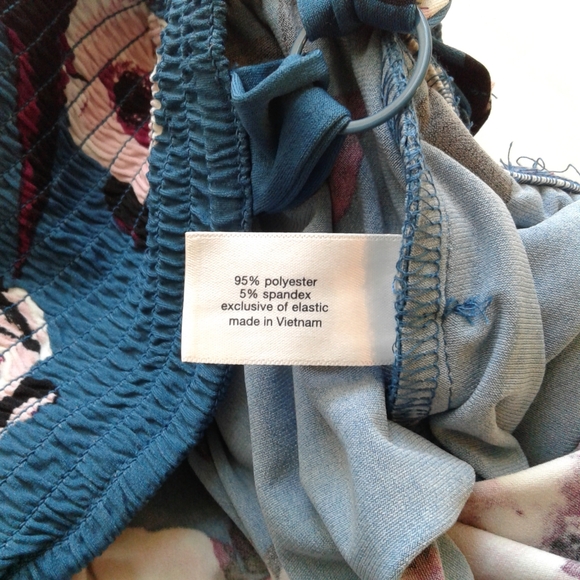 95% polyester
5% spandex
exclusive of elastic
made in Vietnam